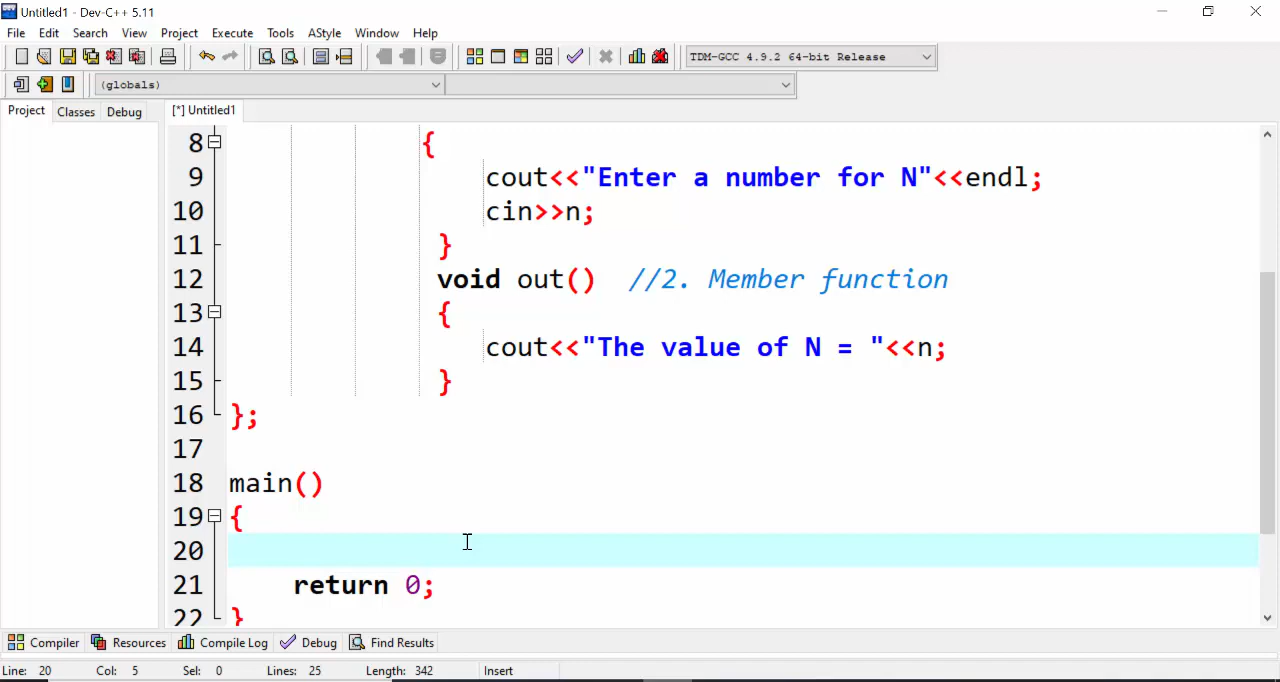 Untitled1 - Dev-C++ 5.11
File Edit Search View Project Execute Tools AStyle Window Help
TDM-GCC 4.9.2 64-bit Release
(globals)
Project Classes Debug [*] Untitled1
8 {
9 cout<<"Enter a number for N"<<endl;
10 cin>>n;
11 }
12 void out() //2. Member function
13 {
14 cout<<"The value of N = "<<n;
15 }
16 };
17
18 main()
19 {
20
21 return 0;
22 }
Compiler Resources Compile Log Debug Find Results
Line: 20 Col: 5 Sel: 0 Lines: 25 Length: 342 Insert